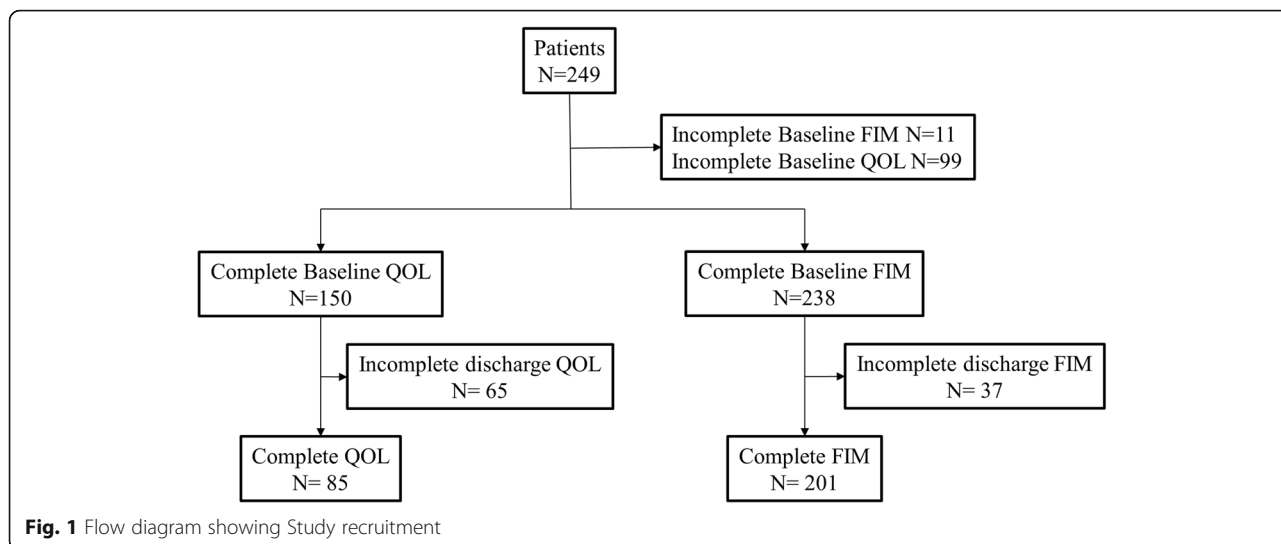 Patients
N=249
Incomplete Baseline FIM N=11
Incomplete Baseline QOL N=99
Complete Baseline QOL
N=150
Complete Baseline FIM
N=238
Incomplete discharge QOL
N= 65
Incomplete discharge FIM
N= 37
Complete QOL
N= 85
Complete FIM
N= 201
Fig. 1 Flow diagram showing Study recruitment